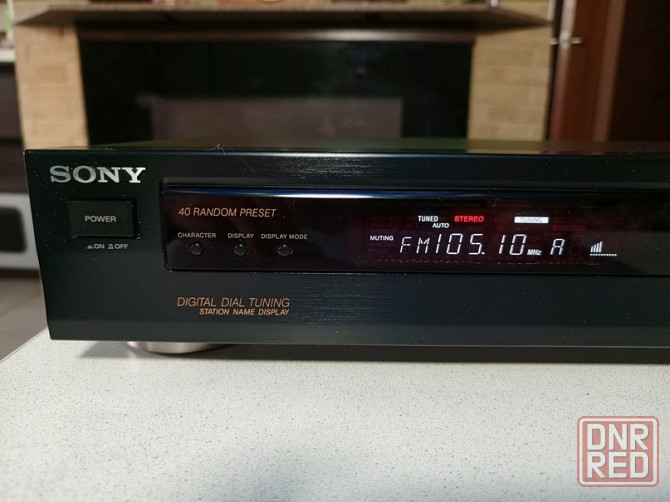 SONY
POWER
▲ON ▲OFF
40 RANDOM PRESET
CHARACTER DISPLAY DISPLAY MODE
TUNED STEREO TUNING
AUTO
MUTING FM105.10 MHz A
DIGITAL DIAL TUNING
STATION NAME DISPLAY
DNR
RED